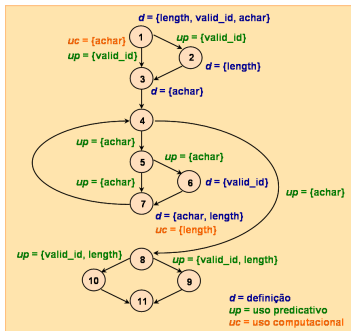 d = {length, valid_id, achar}
1
uc = {achar}
up = {valid_id}
up = {valid_id}
2
d = {length}
3
d = {achar}
4
up = {achar}
5
up = {achar}
6
d = {valid_id}
up = {achar}
7
d = {achar, length}
uc = {length}
up = {valid_id, length}
8
up = {valid_id, length}
10
9
11
d = definição
up = uso predicativo
uc = uso computacional